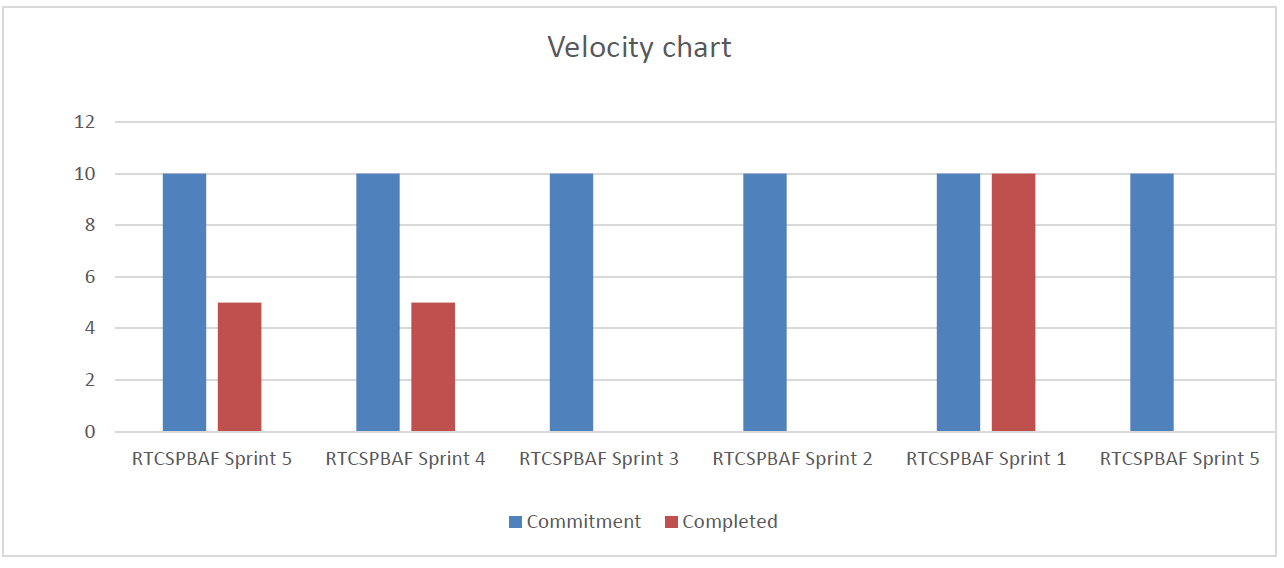 Velocity chart
12
10
8
6
4
2
0
RTCSPBAF Sprint 5 RTCSPBAF Sprint 4 RTCSPBAF Sprint 3 RTCSPBAF Sprint 2 RTCSPBAF Sprint 1 RTCSPBAF Sprint 5
Commitment Completed